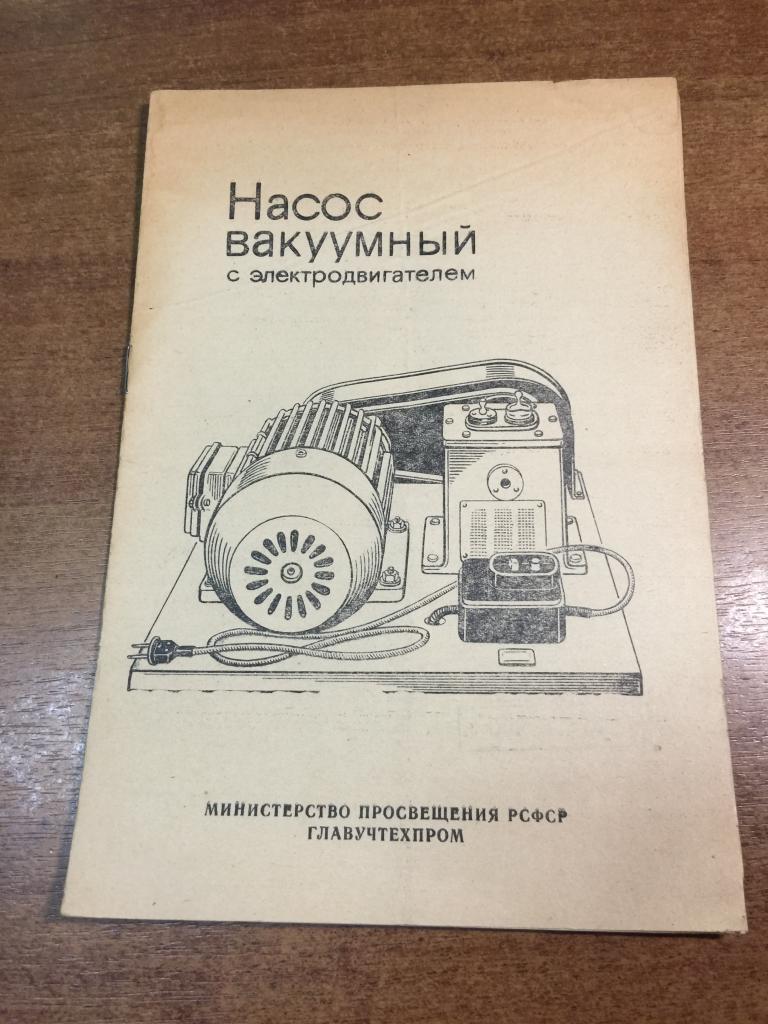 Насос
вакуумный
с электродвигателем
МИНИСТЕРСТВО ПРОСВЕЩЕНИЯ РСФСР
ГЛАВУЧТЕХПРОМ